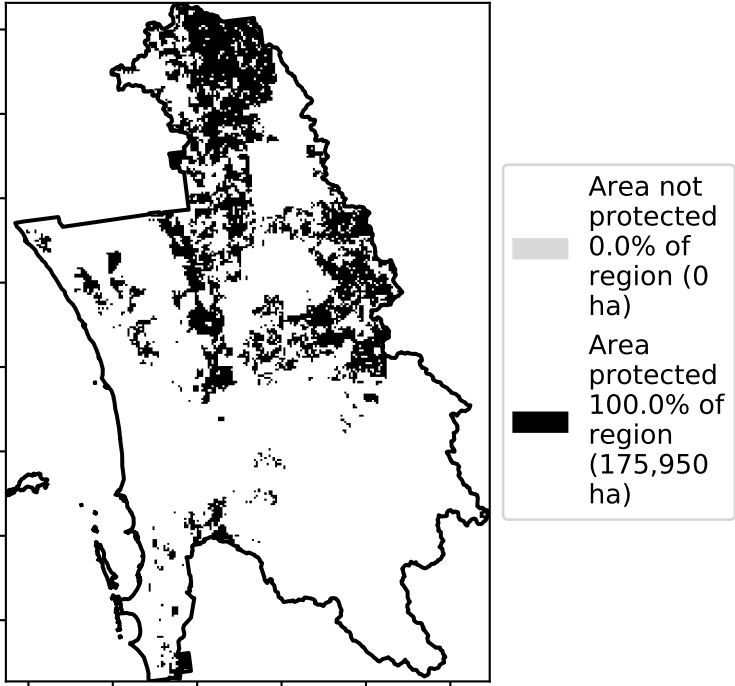 Area not
protected
0.0% of
region (0
ha)
Area
protected
100.0% of
region
(175,950
ha)